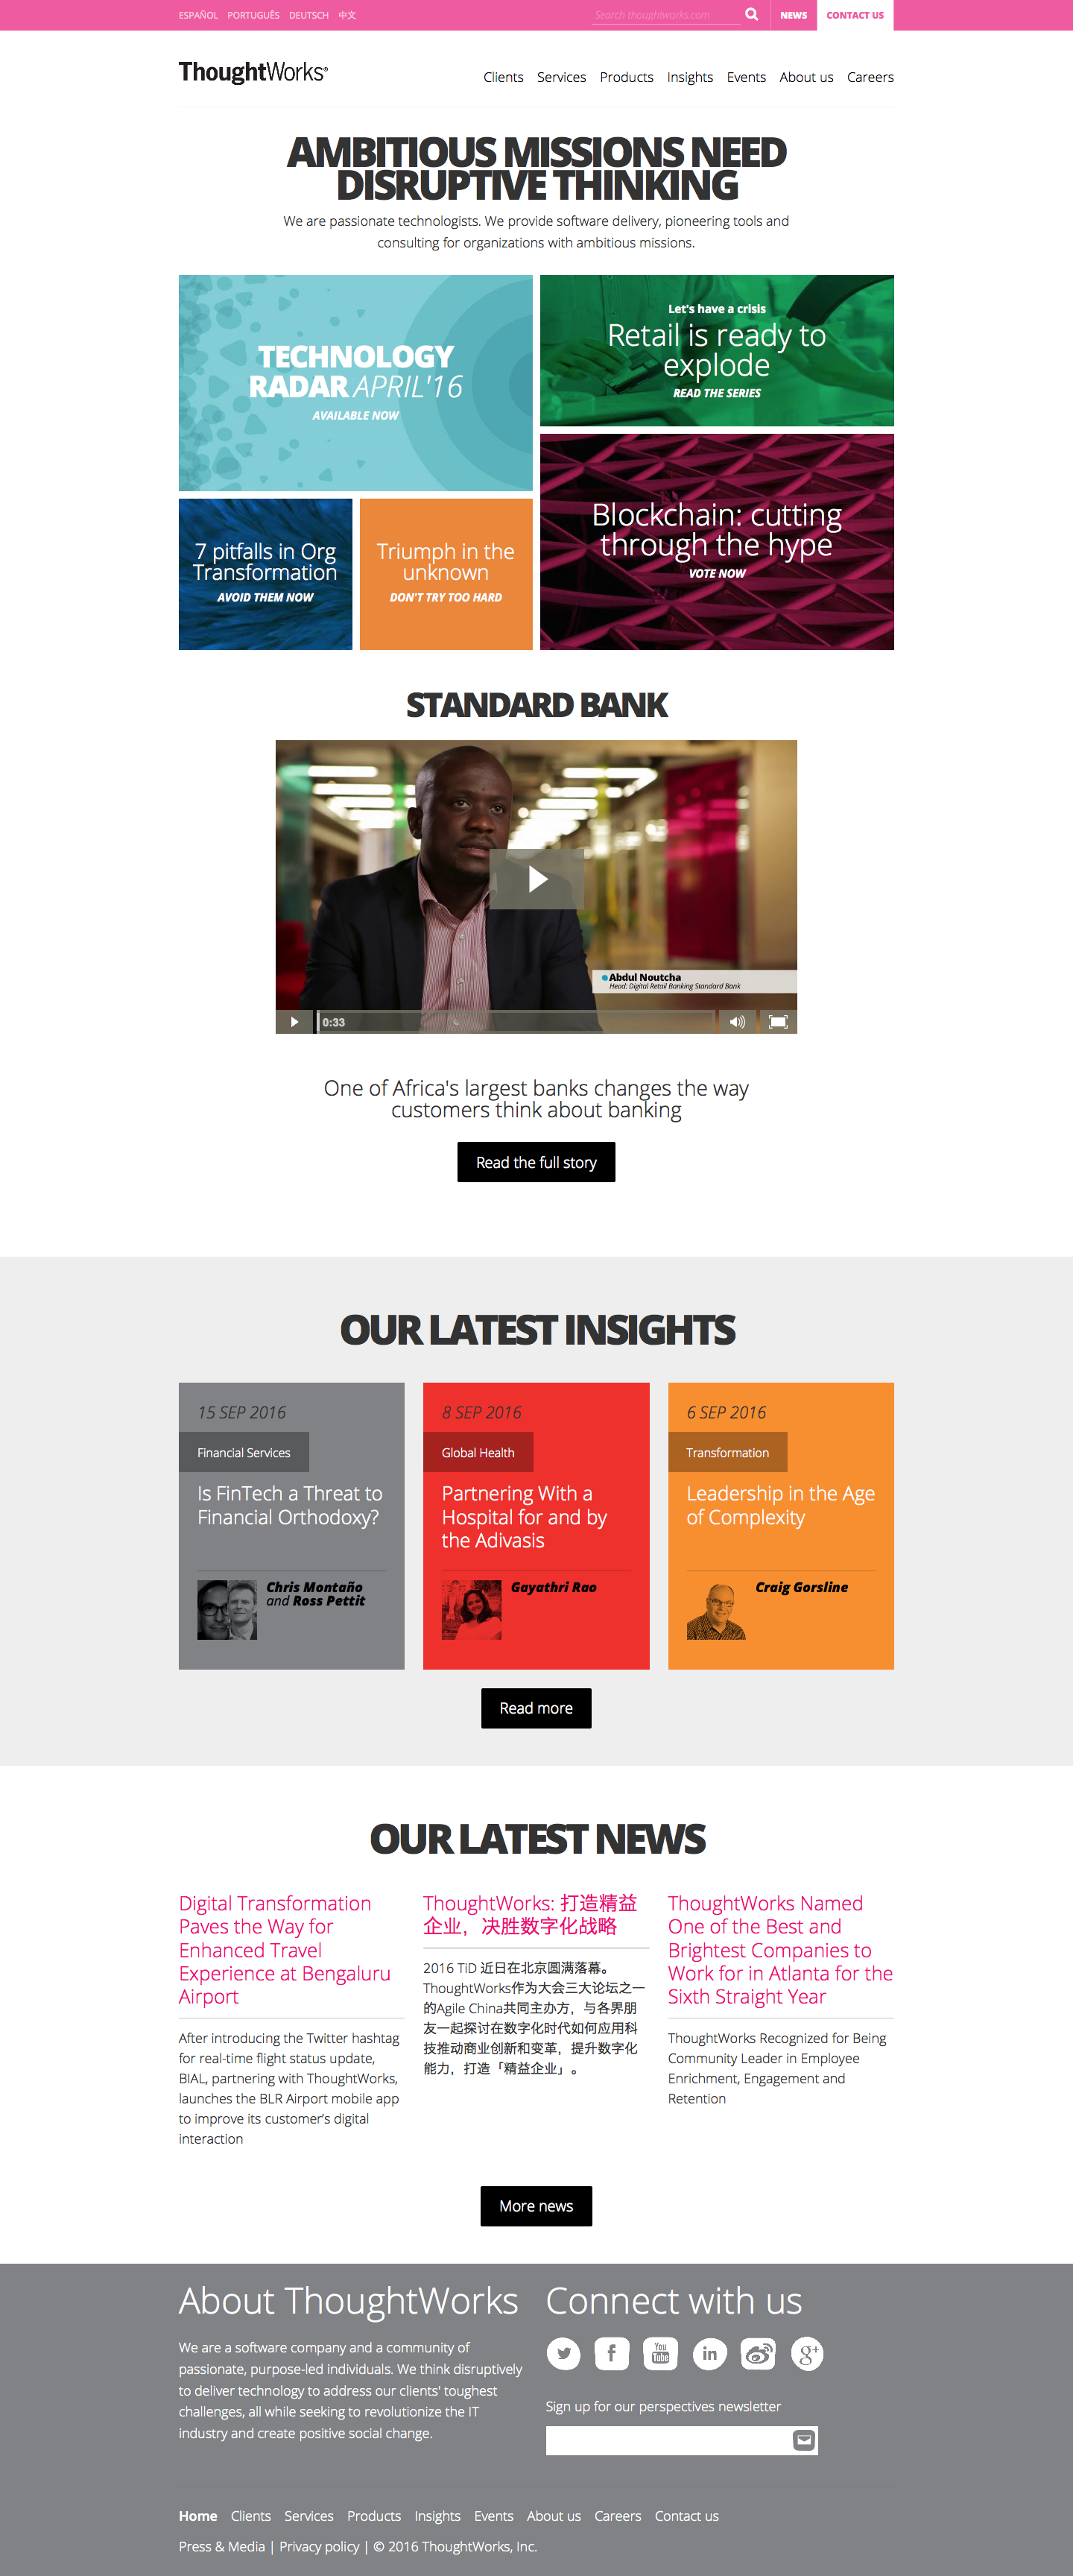 ESPAÑOL PORTUGUÊS DEUTSCH 中文
Search thoughtworks.com
NEWS
CONTACT US
ThoughtWorks®
Clients Services Products Insights Events About us Careers
AMBITIOUS MISSIONS NEED
DISRUPTIVE THINKING
We are passionate technologists. We provide software delivery, pioneering tools and
consulting for organizations with ambitious missions.
TECHNOLOGY
RADAR APRIL'16
AVAILABLE NOW
Let's have a crisis
Retail is ready to
explode
READ THE SERIES
7 pitfalls in Org
Transformation
AVOID THEM NOW
Triumph in the
unknown
DON'T TRY TOO HARD
Blockchain: cutting
through the hype
VOTE NOW
STANDARD BANK
Abdul Noutcha
Head: Digital Retail Banking Standard Bank
0:33
One of Africa's largest banks changes the way
customers think about banking
Read the full story
OUR LATEST INSIGHTS
15 SEP 2016
Financial Services
Is FinTech a Threat to
Financial Orthodoxy?
Chris Montaño
and Ross Pettit
8 SEP 2016
Global Health
Partnering With a
Hospital for and by
the Adivasis
Gayathri Rao
6 SEP 2016
Transformation
Leadership in the Age
of Complexity
Craig Gorsline
Read more
OUR LATEST NEWS
Digital Transformation
Paves the Way for
Enhanced Travel
Experience at Bengaluru
Airport
After introducing the Twitter hashtag
for real-time flight status update,
BIAL, partnering with ThoughtWorks,
launches the BLR Airport mobile app
to improve its customer's digital
interaction
ThoughtWorks: 打造精益
企业，决胜数字化战略
2016 TiD 近日在北京圆满落幕。
ThoughtWorks作为大会三大论坛之一
的Agile China共同主办方，与各界朋
友一起探讨在数字化时代如何应用科
技推动商业创新和变革，提升数字化
能力，打造「精益企业」。
ThoughtWorks Named
One of the Best and
Brightest Companies to
Work for in Atlanta for the
Sixth Straight Year
ThoughtWorks Recognized for Being
Community Leader in Employee
Enrichment, Engagement and
Retention
More news
About ThoughtWorks
We are a software company and a community of
passionate, purpose-led individuals. We think disruptively
to deliver technology to address our clients' toughest
challenges, all while seeking to revolutionize the IT
industry and create positive social change.
Connect with us
You
Tube
in
g+
Sign up for our perspectives newsletter
Home Clients Services Products Insights Events About us Careers Contact us
Press & Media | Privacy policy | © 2016 ThoughtWorks, Inc.